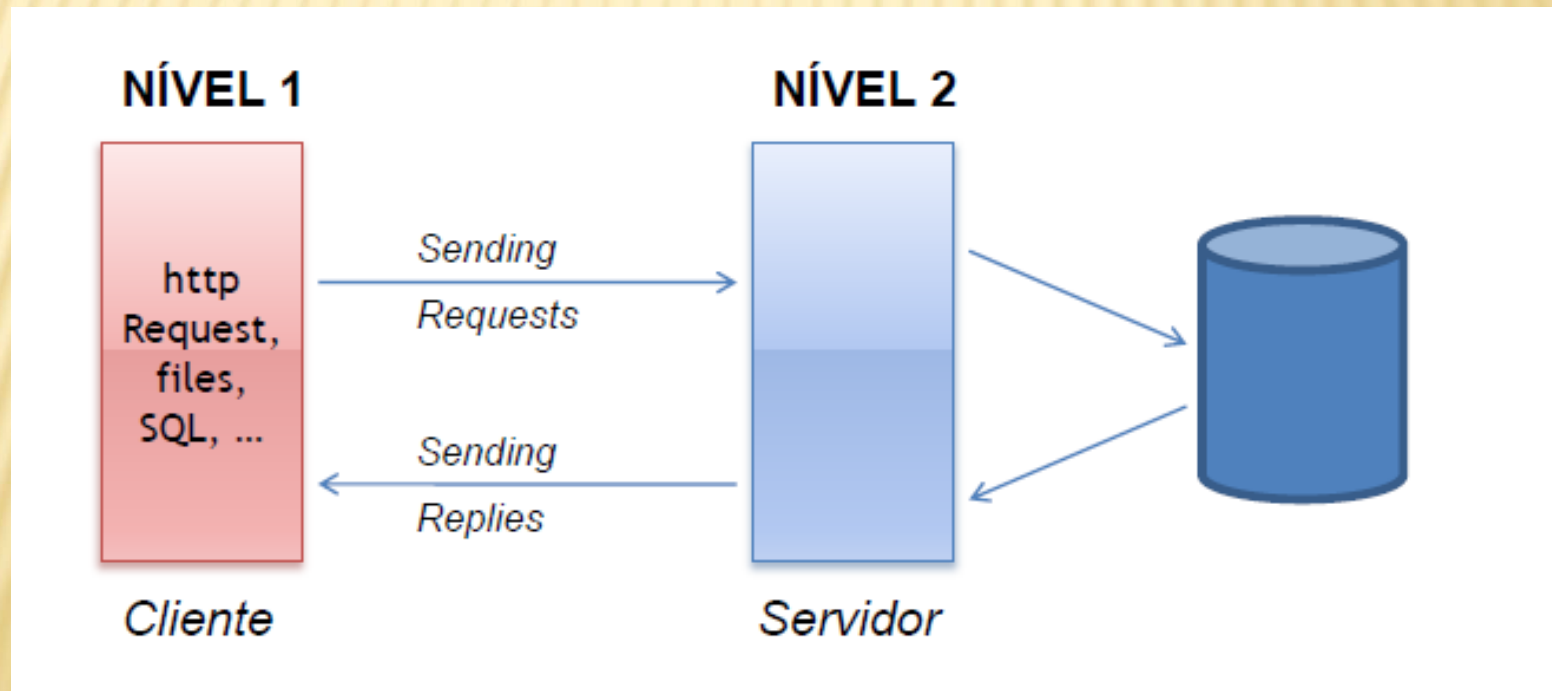 NÍVEL 1
NÍVEL 2
http
Request,
files,
SQL, ...
Sending
Requests
Sending
Replies
Cliente
Servidor